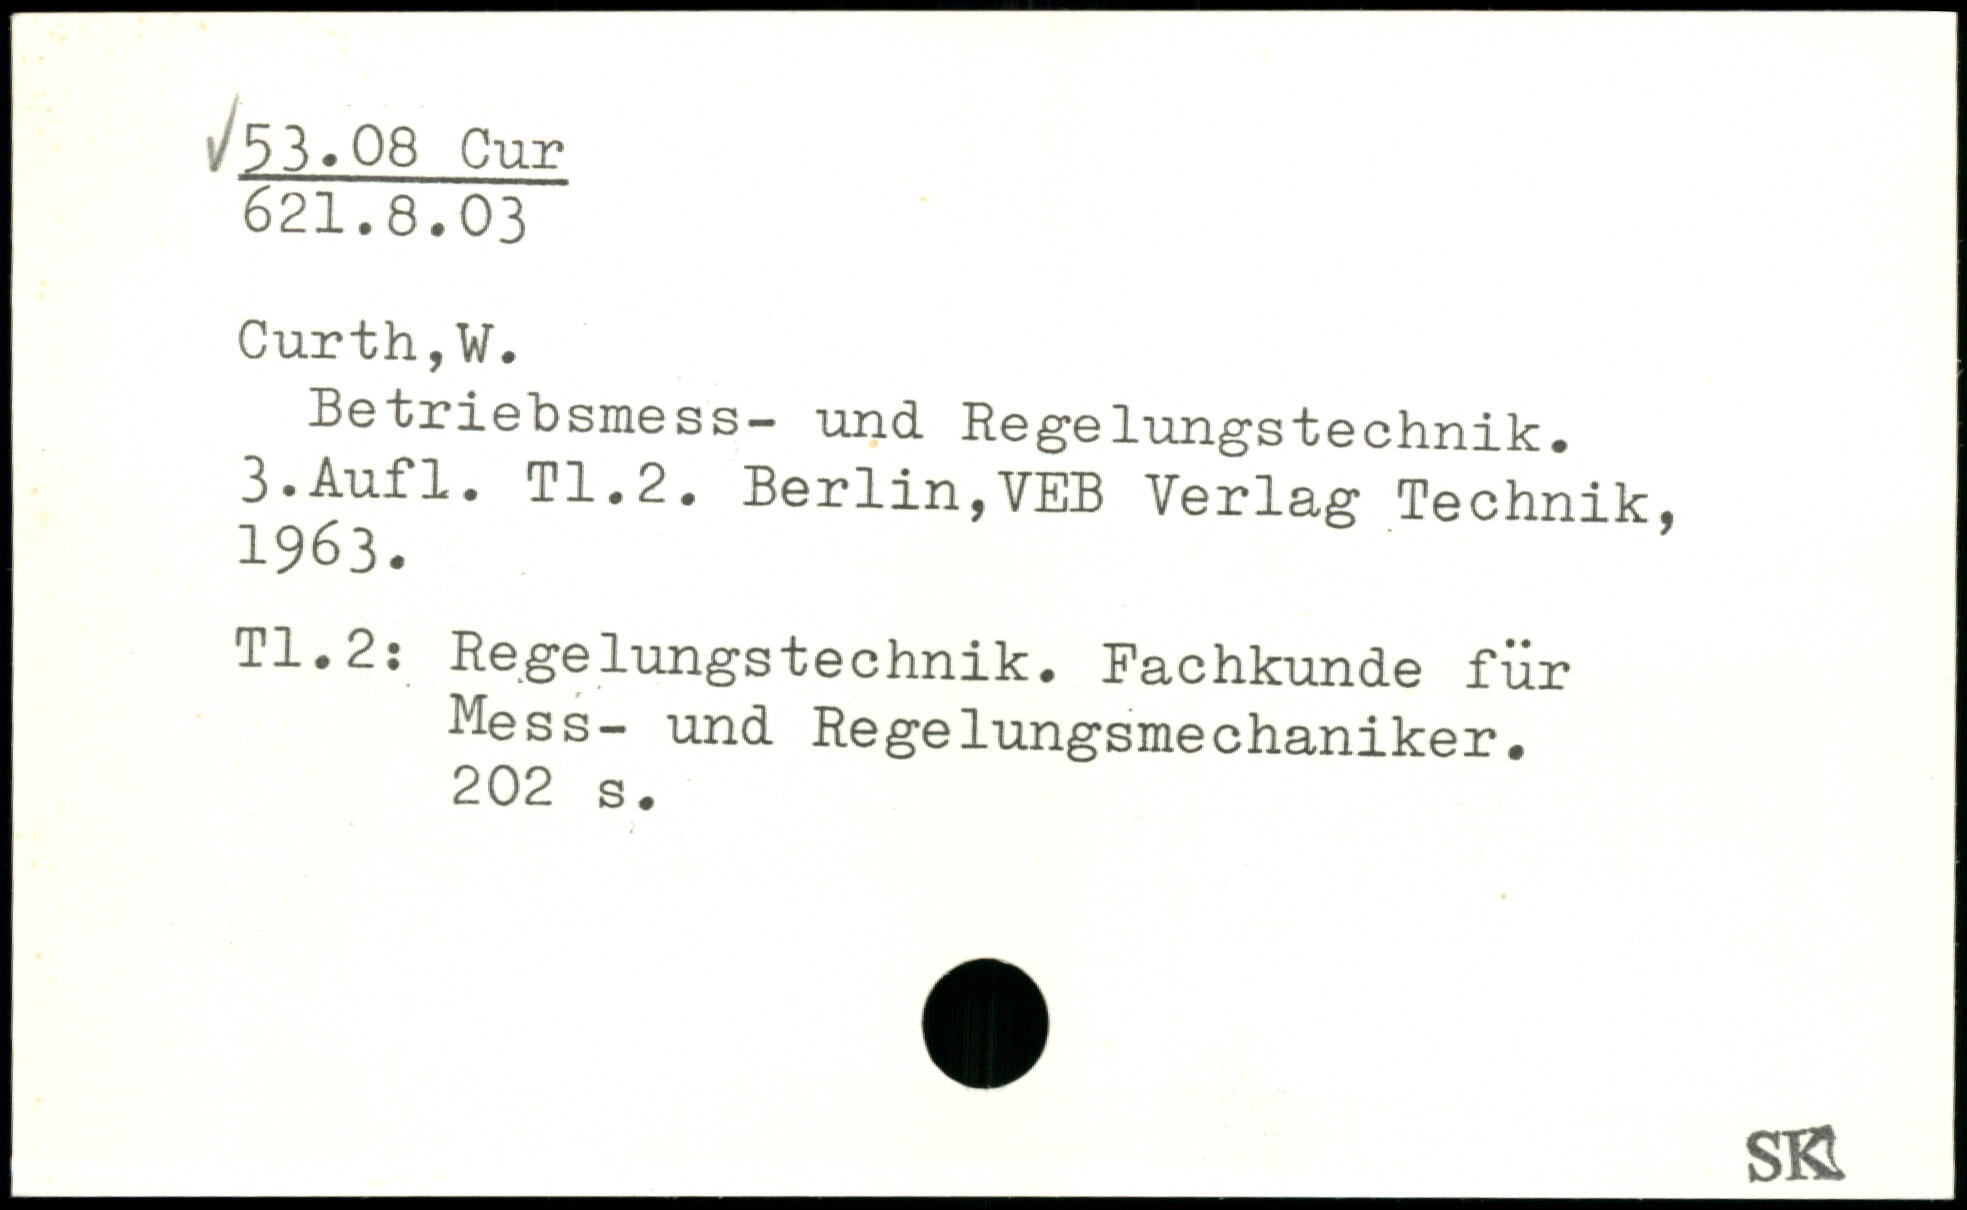 √53.08 Cur
621.8.03
Curth,W.
Betriebsmess- und Regelungstechnik.
3.Aufl. Tl.2. Berlin,VEB Verlag Technik,
1963.
Tl.2: Regelungstechnik. Fachkunde für
Mess- und Regelungsmechaniker.
202 s.
SK